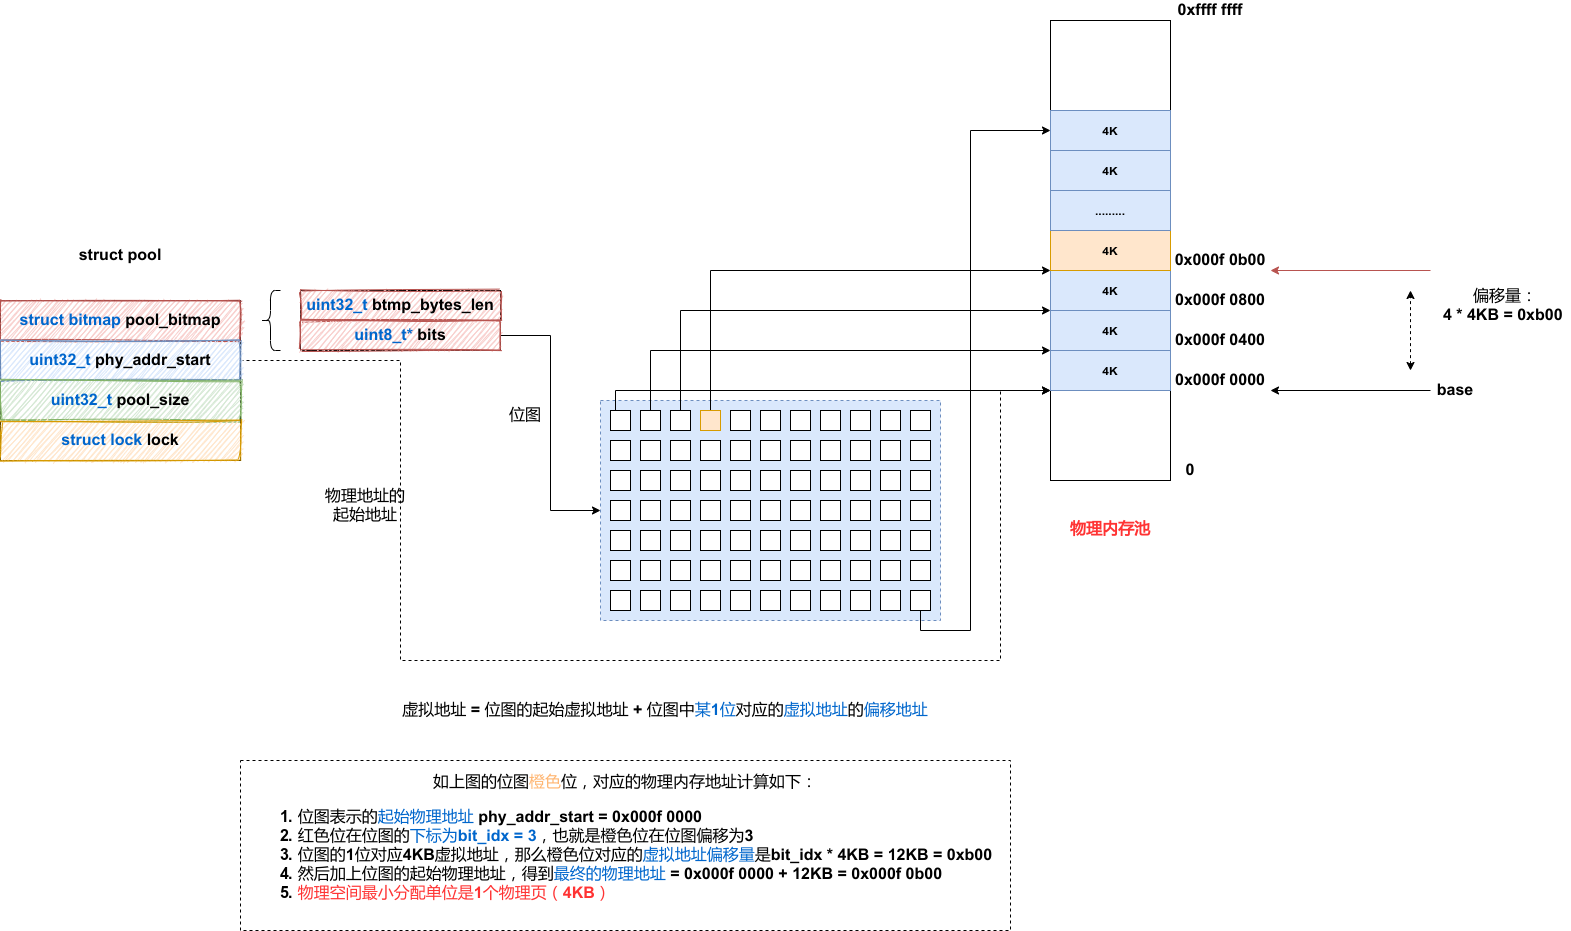 0xffff ffff
4K
4K
.........
4K
0x000f 0b00
4K
0x000f 0800
4K
0x000f 0400
4K
0x000f 0000
偏移量：
4 * 4KB = 0xb00
base
0
物理内存池
struct pool
struct bitmap pool_bitmap
uint32_t phy_addr_start
uint32_t pool_size
struct lock lock
uint32_t btmp_bytes_len
uint8_t* bits
位图
物理地址的
起始地址
虚拟地址 = 位图的起始虚拟地址 + 位图中某1位对应的虚拟地址的偏移地址
如上图的位图橙色位，对应的物理内存地址计算如下：
1. 位图表示的起始物理地址 phy_addr_start = 0x000f 0000
2. 红色位在位图的下标为bit_idx = 3，也就是橙色位在位图偏移为3
3. 位图的1位对应4KB虚拟地址，那么橙色位对应的虚拟地址偏移量是bit_idx * 4KB = 12KB = 0xb00
4. 然后加上位图的起始物理地址，得到最终的物理地址 = 0x000f 0000 + 12KB = 0x000f 0b00
5. 物理空间最小分配单位是1个物理页（4KB）